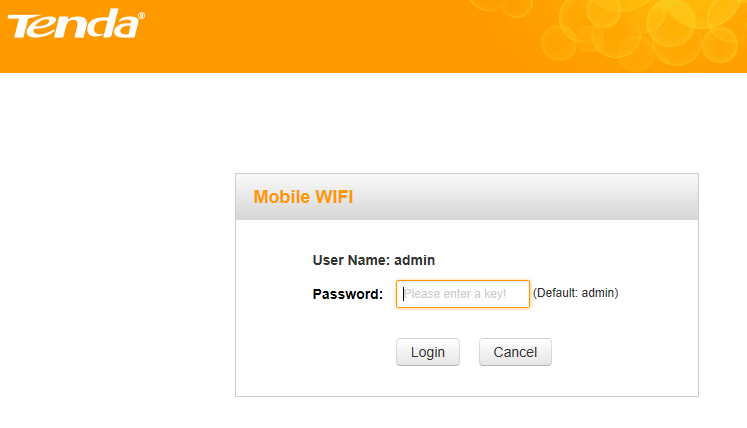 Tenda®
Mobile WIFI
User Name: admin
Password: Please enter a key! (Default: admin)
Login Cancel